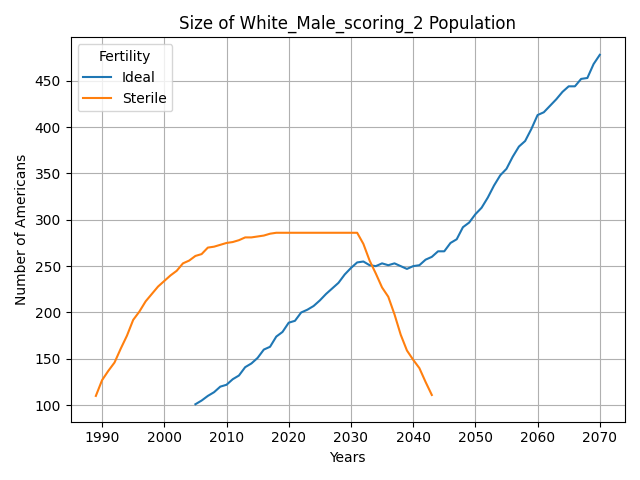 Size of White_Male_scoring_2 Population
Fertility
Ideal
Sterile
Number of Americans
450
400
350
300
250
200
150
100
1990 2000 2010 2020 2030 2040 2050 2060 2070
Years